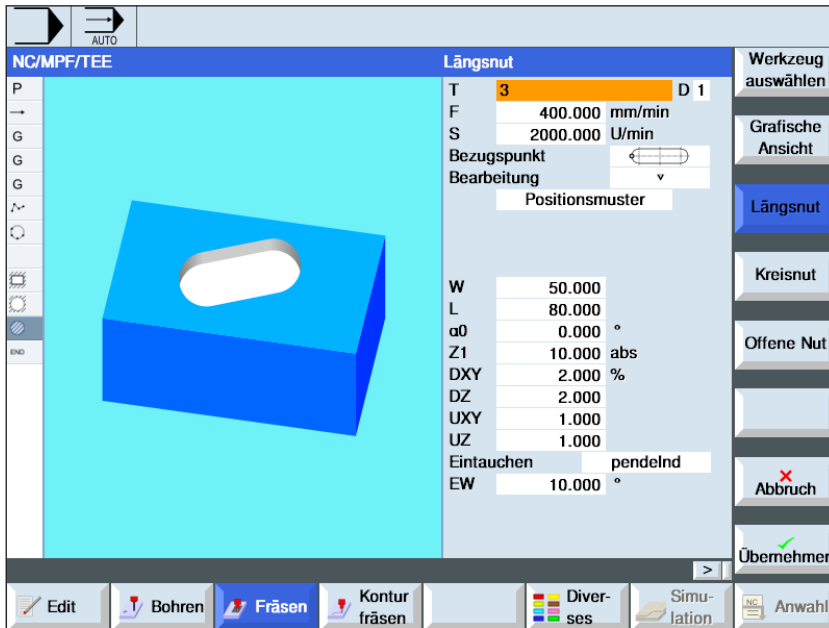 AUTO
NC/MPF/TEE
Längsnut
P
G
G
G
END
T 3 D 1
F 400.000 mm/min
S 2000.000 U/min
Bezugspunkt
Bearbeitung ▿
Positionsmuster
W 50.000
L 80.000
α0 0.000 °
Z1 10.000 abs
DXY 2.000 %
DZ 2.000
UXY 1.000
UZ 1.000
Eintauchen pendelnd
EW 10.000 °
>
Werkzeug
auswählen
Grafische
Ansicht
Längsnut
Kreisnut
Offene Nut
Abbruch
Übernehmen
Edit
Bohren
Fräsen
Kontur
fräsen
Diver-
ses
Simu-
lation
NC
Anwahl